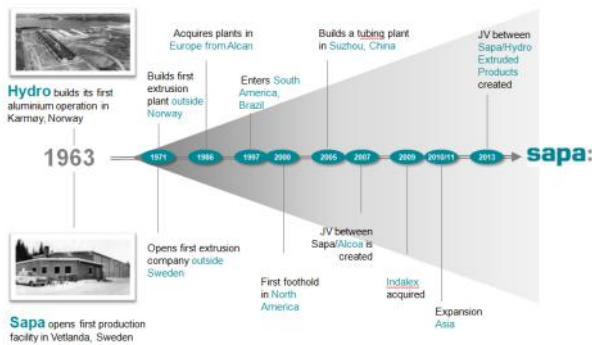 Hydro builds its first
aluminium operation in
Karmøy, Norway
1963
Sapa opens first production
facility in Vetlanda, Sweden
Builds first
extrusion
plant outside
Norway
Acquires plants in
Europe from Alcan
Enters South
America,
Brazil
Builds a tubing plant
in Suzhou, China
JV between
Sapa/Hydro
Extruded
Products
created
1971
1986
1997
2000
2005
2007
2009
2010/11
2013
sapa:
Opens first extrusion
company outside
Sweden
First foothold
in North
America
JV between
Sapa/Alcoa is
created
Indalex
acquired
Expansion
Asia